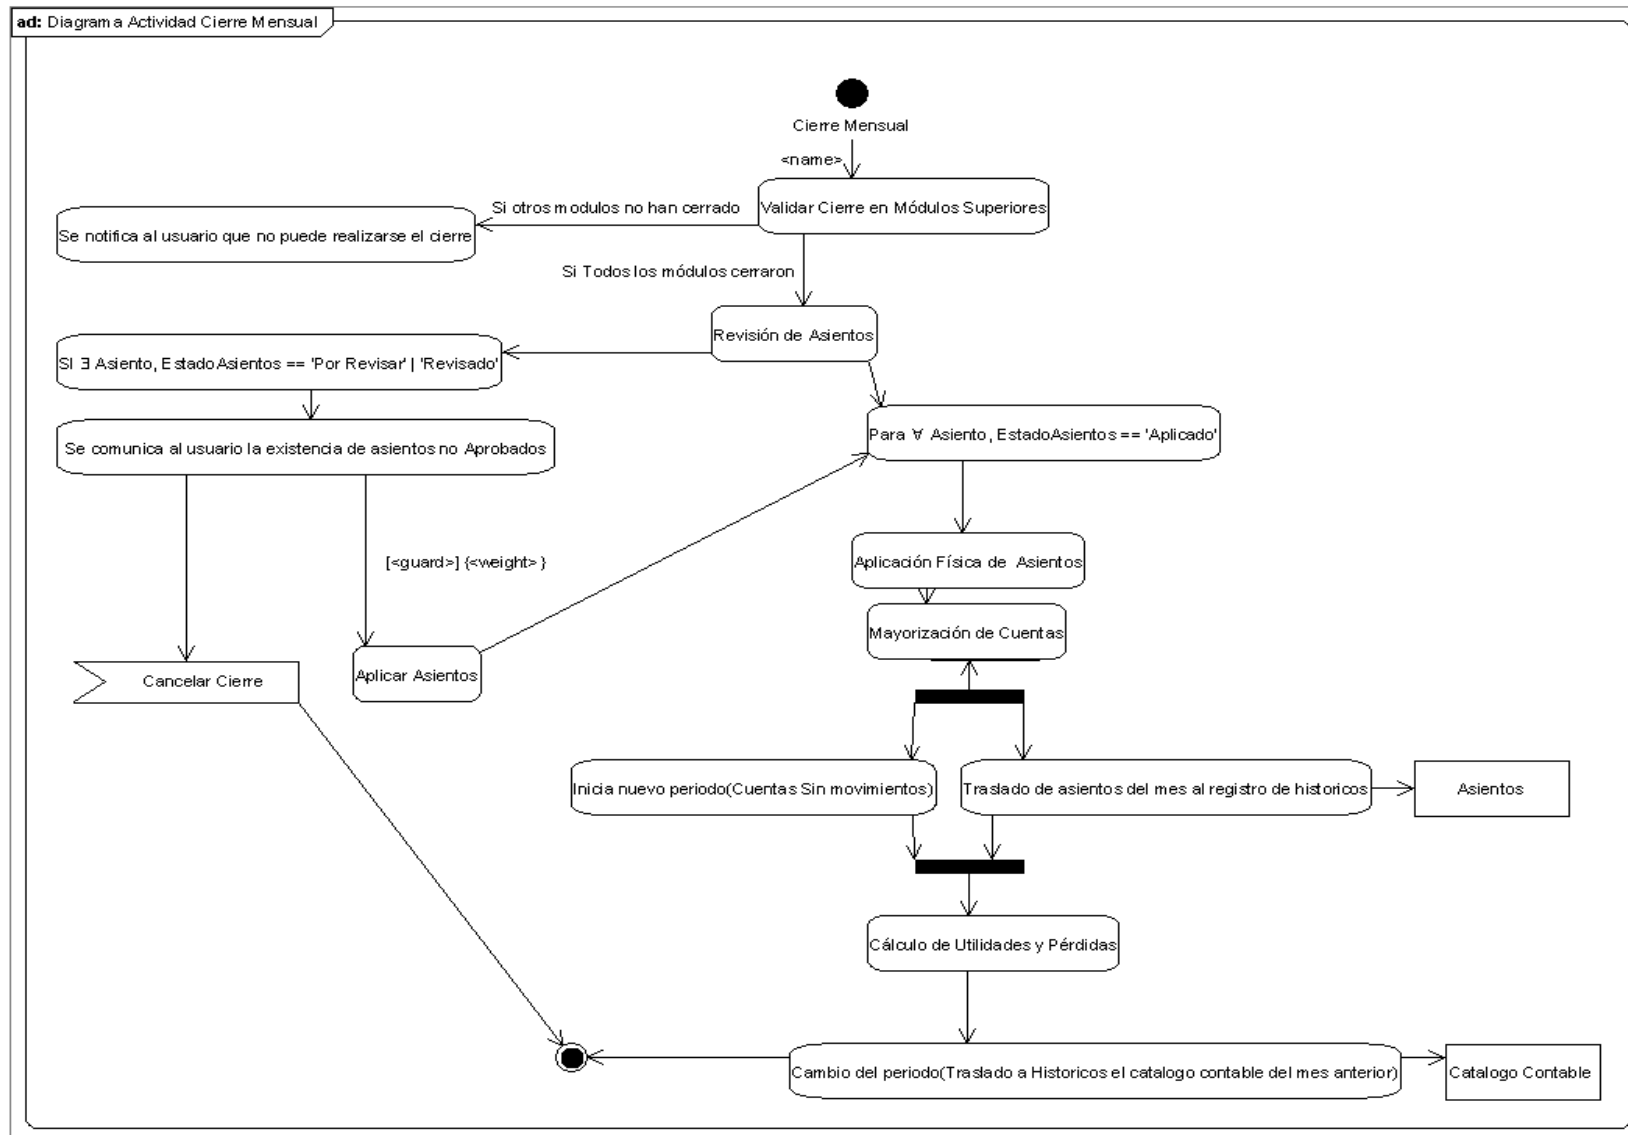 ad: Diagrama Actividad Cierre Mensual
Cierre Mensual
<name>
Validar Cierre en Módulos Superiores
Si otros modulos no han cerrado
Se notifica al usuario que no puede realizarse el cierre
Si Todos los módulos cerraron
Revisión de Asientos
SI ∃ Asiento, EstadoAsientos == 'Por Revisar' | 'Revisado'
Para ∀ Asiento, EstadoAsientos == 'Aplicado'
Se comunica al usuario la existencia de asientos no Aprobados
[<guard>] {<weight> }
Aplicación Física de Asientos
Mayorización de Cuentas
Cancelar Cierre
Aplicar Asientos
Inicia nuevo periodo(Cuentas Sin movimientos)
Traslado de asientos del mes al registro de historicos
Asientos
Cálculo de Utilidades y Pérdidas
Cambio del periodo(Traslado a Historicos el catalogo contable del mes anterior)
Catalogo Contable